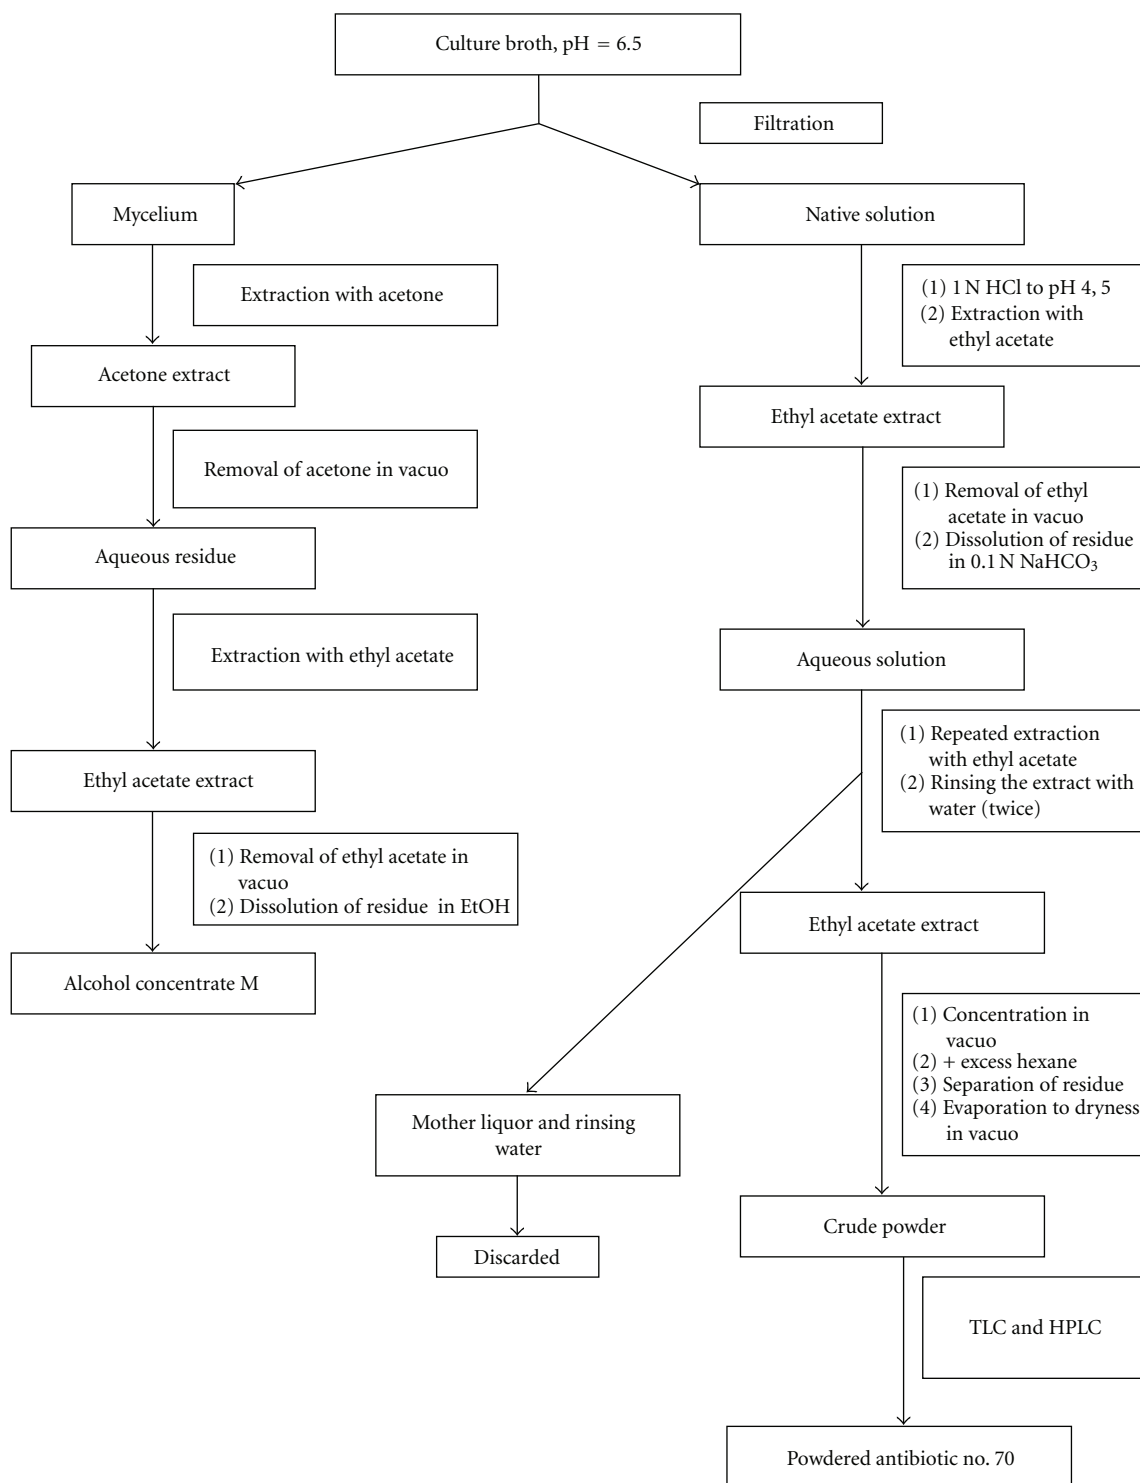 Culture broth, pH = 6.5
Filtration
Mycelium
Native solution
Extraction with acetone
(1) 1 N HCl to pH 4, 5
(2) Extraction with
ethyl acetate
Acetone extract
Ethyl acetate extract
Removal of acetone in vacuo
(1) Removal of ethyl
acetate in vacuo
(2) Dissolution of residue
in 0.1 N NaHCO₃
Aqueous residue
Extraction with ethyl acetate
Aqueous solution
(1) Repeated extraction
with ethyl acetate
(2) Rinsing the extract with
water (twice)
Ethyl acetate extract
(1) Removal of ethyl acetate in
vacuo
(2) Dissolution of residue in EtOH
Ethyl acetate extract
Alcohol concentrate M
(1) Concentration in
vacuo
(2) + excess hexane
(3) Separation of residue
(4) Evaporation to dryness
in vacuo
Mother liquor and rinsing
water
Crude powder
Discarded
TLC and HPLC
Powdered antibiotic no. 70